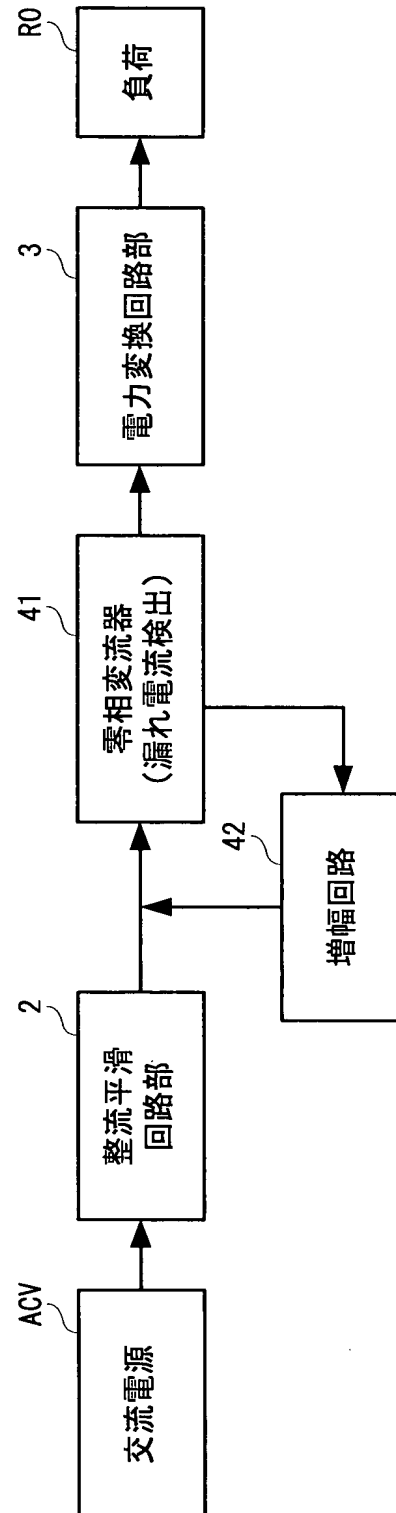 ACV
交流電源
2
整流平滑
回路部
41
零相変流器
(漏れ電流検出)
42
増幅回路
3
電力変換回路部
R0
負荷